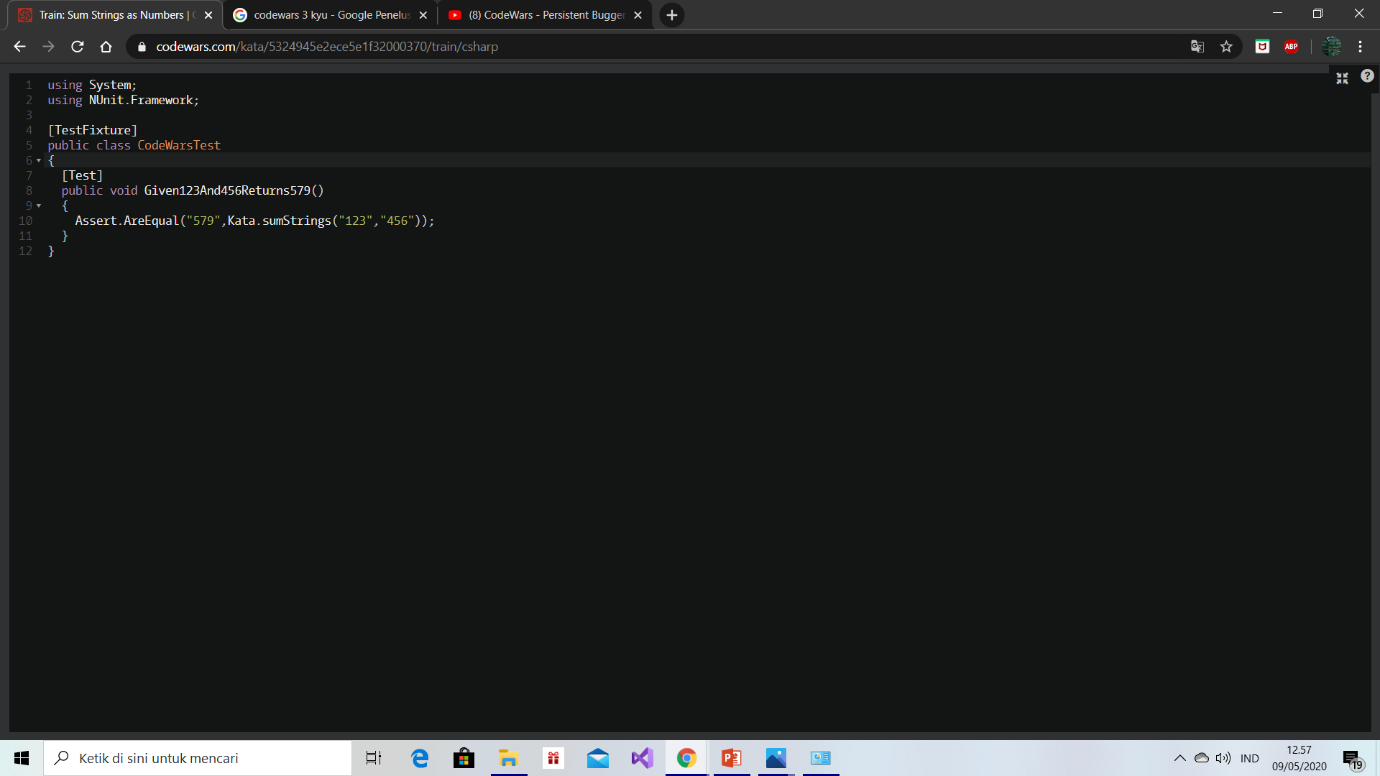 Train: Sum Strings as Numbers | C
codewars 3 kyu - Google Penelus
(8) CodeWars - Persistent Bugger
codewars.com/kata/5324945e2ece5e1f32000370/train/csharp
ABP
1 using System;
2 using NUnit.Framework;
3
4 [TestFixture]
5 public class CodeWarsTest
6 {
7 [Test]
8 public void Given123And456Returns579()
9 {
10 Assert.AreEqual("579",Kata.sumStrings("123","456"));
11 }
12 }
Ketik di sini untuk mencari
IND
12.57
09/05/2020
19